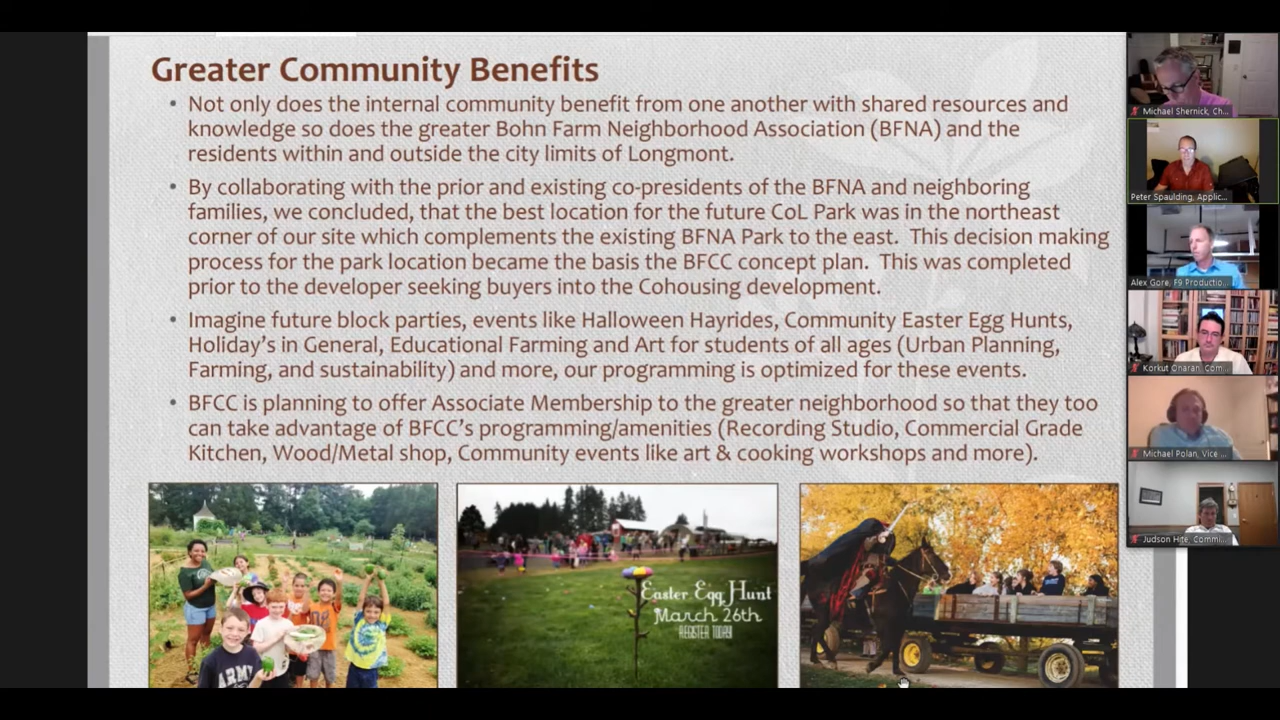 Greater Community Benefits
• Not only does the internal community benefit from one another with shared resources and
knowledge so does the greater Bohn Farm Neighborhood Association (BFNA) and the
residents within and outside the city limits of Longmont.
• By collaborating with the prior and existing co-presidents of the BFNA and neighboring
families, we concluded, that the best location for the future CoL Park was in the northeast
corner of our site which complements the existing BFNA Park to the east. This decision making
process for the park location became the basis the BFCC concept plan. This was completed
prior to the developer seeking buyers into the Cohousing development.
• Imagine future block parties, events like Halloween Hayrides, Community Easter Egg Hunts,
Holiday's in General, Educational Farming and Art for students of all ages (Urban Planning,
Farming, and sustainability) and more, our programming is optimized for these events.
• BFCC is planning to offer Associate Membership to the greater neighborhood so that they too
can take advantage of BFCC's programming/amenities (Recording Studio, Commercial Grade
Kitchen, Wood/Metal shop, Community events like art & cooking workshops and more).
ARMY
Easter Egg Hunt
March 26th
REGISTER TODAY!
Michael Shernick, Ch...
Peter Spaulding, Applic...
Alex Gore, F9 Productio...
Korkut Onaran, Com...
Michael Polan, Vice ...
Judson Hite, Commi...